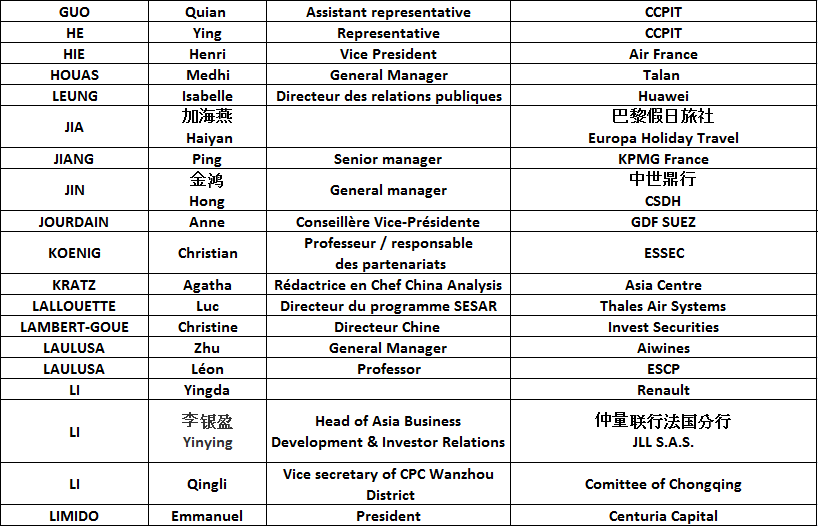 GUO Quian Assistant representative CCPIT
HE Ying Representative CCPIT
HIE Henri Vice President Air France
HOUAS Medhi General Manager Talan
LEUNG Isabelle Directeur des relations publiques Huawei
加海燕 巴黎假日旅社
JIA Haiyan Europa Holiday Travel
JIANG Ping Senior manager KPMG France
金鸿 中世鼎行
JIN Hong General manager CSDH
JOURDAIN Anne Conseillère Vice-Présidente GDF SUEZ
KOENIG Christian Professeur / responsable ESSEC
des partenariats
KRATZ Agatha Rédactrice en Chef China Analysis Asia Centre
LALLOUETTE Luc Directeur du programme SESAR Thales Air Systems
LAMBERT-GOUE Christine Directeur Chine Invest Securities
LAULUSA Zhu General Manager Aiwines
LAULUSA Léon Professor ESCP
LI Yingda Renault
李银盈 Head of Asia Business 仲量联行法国分行
LI Yinying Development & Investor Relations JLL S.A.S.
LI Qingli Vice secretary of CPC Wanzhou Comittee of Chongqing
District
LIMIDO Emmanuel President Centuria Capital